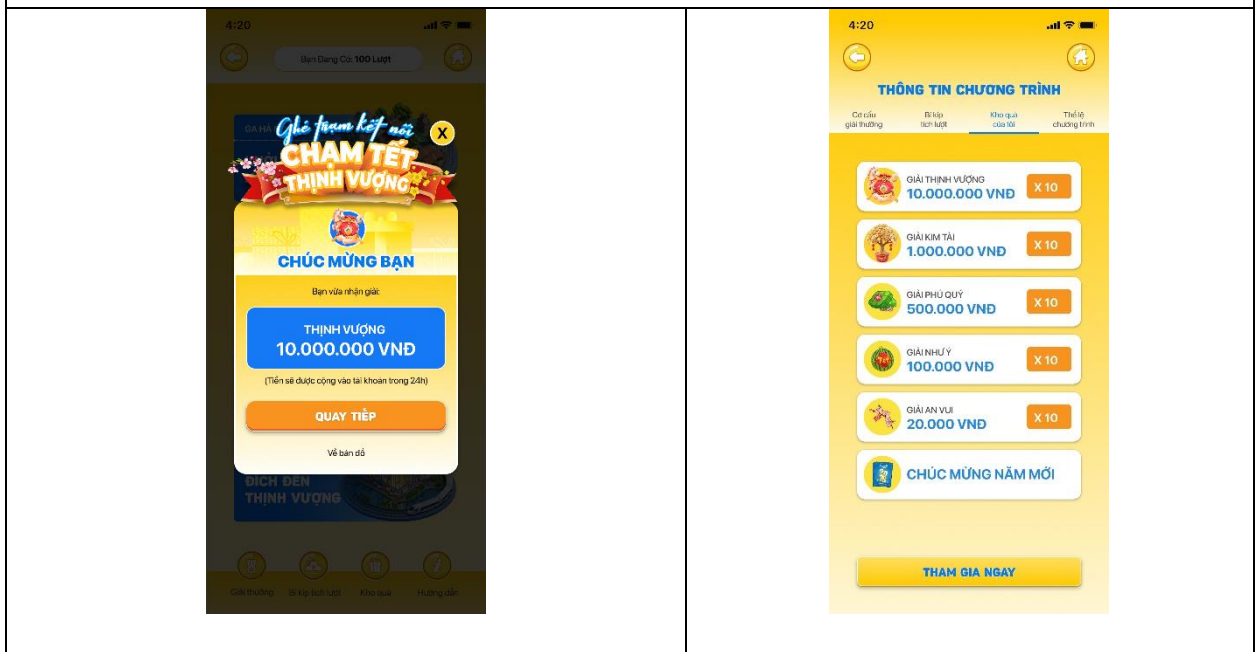 4:20
Bạn Đang Có: 100 Lượt
GA HÀ
Ghé trạm kết nối
CHẠM TẾT
THỊNH VƯỢNG
X
CHÚC MỪNG BẠN
Bạn vừa nhận giải:
THỊNH VƯỢNG
10.000.000 VNĐ
(Tiền sẽ được cộng vào tài khoản trong 24h)
QUAY TIẾP
Về bản đồ
ĐÍCH ĐẾN
THỊNH VƯỢNG
Giải thưởng Bí kíp tích lượt Kho quà Hướng dẫn
4:20
THÔNG TIN CHƯƠNG TRÌNH
Cơ cấu giải thưởng
Bí kíp tích lượt
Kho quà của tôi
Thể lệ chương trình
GIẢI THỊNH VƯỢNG
10.000.000 VNĐ
X 10
GIẢI KIM TÀI
1.000.000 VNĐ
X 10
GIẢI PHÚ QUÝ
500.000 VNĐ
X 10
GIẢI NHƯ Ý
100.000 VNĐ
X 10
GIẢI AN VUI
20.000 VNĐ
X 10
CHÚC MỪNG NĂM MỚI
THAM GIA NGAY